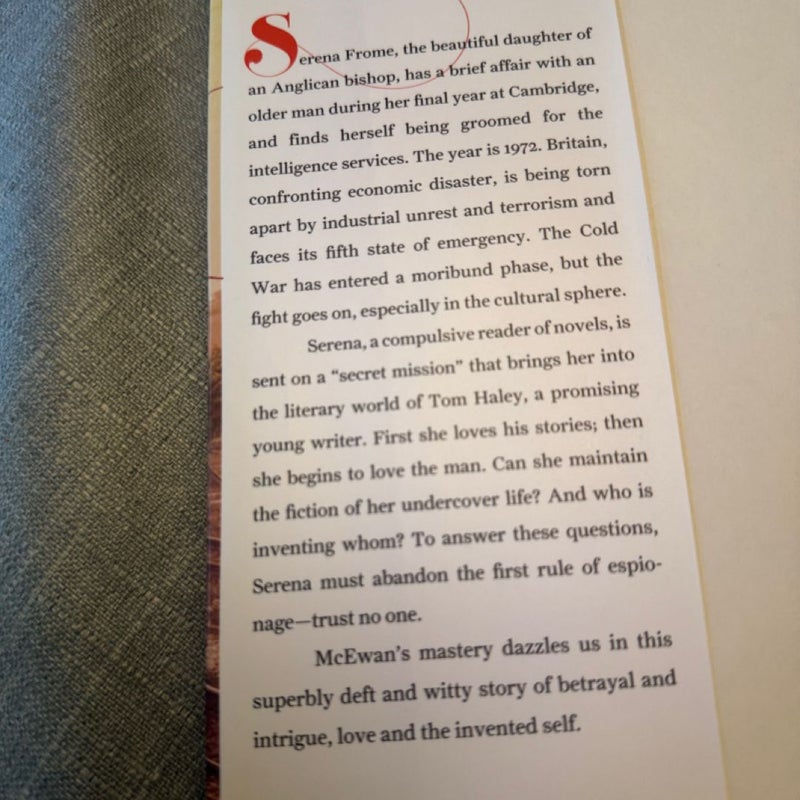 Serena Frome, the beautiful daughter of
an Anglican bishop, has a brief affair with an
older man during her final year at Cambridge,
and finds herself being groomed for the
intelligence services. The year is 1972. Britain,
confronting economic disaster, is being torn
apart by industrial unrest and terrorism and
faces its fifth state of emergency. The Cold
War has entered a moribund phase, but the
fight goes on, especially in the cultural sphere.
Serena, a compulsive reader of novels, is
sent on a “secret mission” that brings her into
the literary world of Tom Haley, a promising
young writer. First she loves his stories; then
she begins to love the man. Can she maintain
the fiction of her undercover life? And who is
inventing whom? To answer these questions,
Serena must abandon the first rule of espio-
nage—trust no one.
McEwan’s mastery dazzles us in this
superbly deft and witty story of betrayal and
intrigue, love and the invented self.